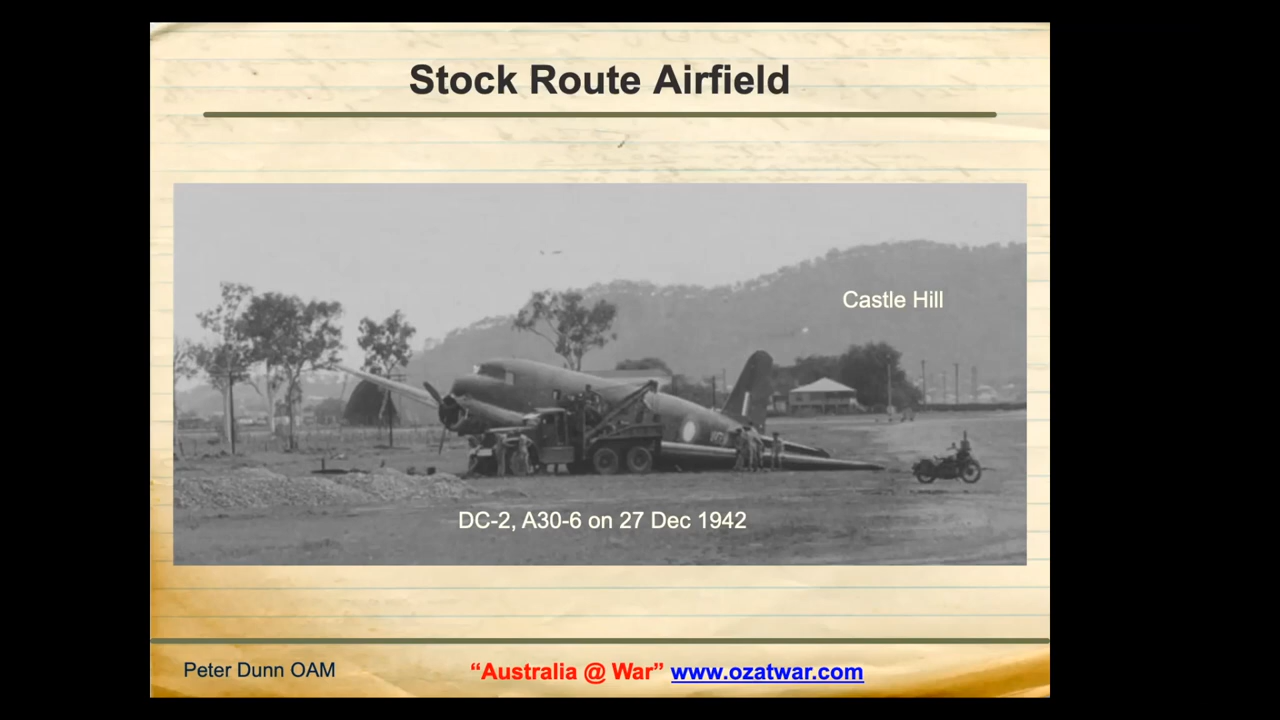 Stock Route Airfield
Castle Hill
DC-2, A30-6 on 27 Dec 1942
Peter Dunn OAM
“Australia @ War” www.ozatwar.com